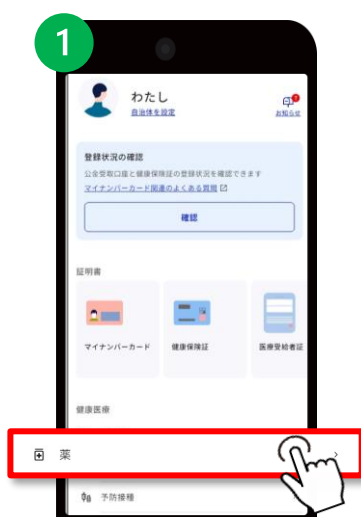 1
わたし
自治体を設定
お知らせ
登録状況の確認
公金受取口座と健康保険証の登録状況を確認できます
マイナンバーカード関連のよくある質問
確認
証明書
マイナンバーカード
健康保険証
医療受給者証
健康医療
薬
予防接種